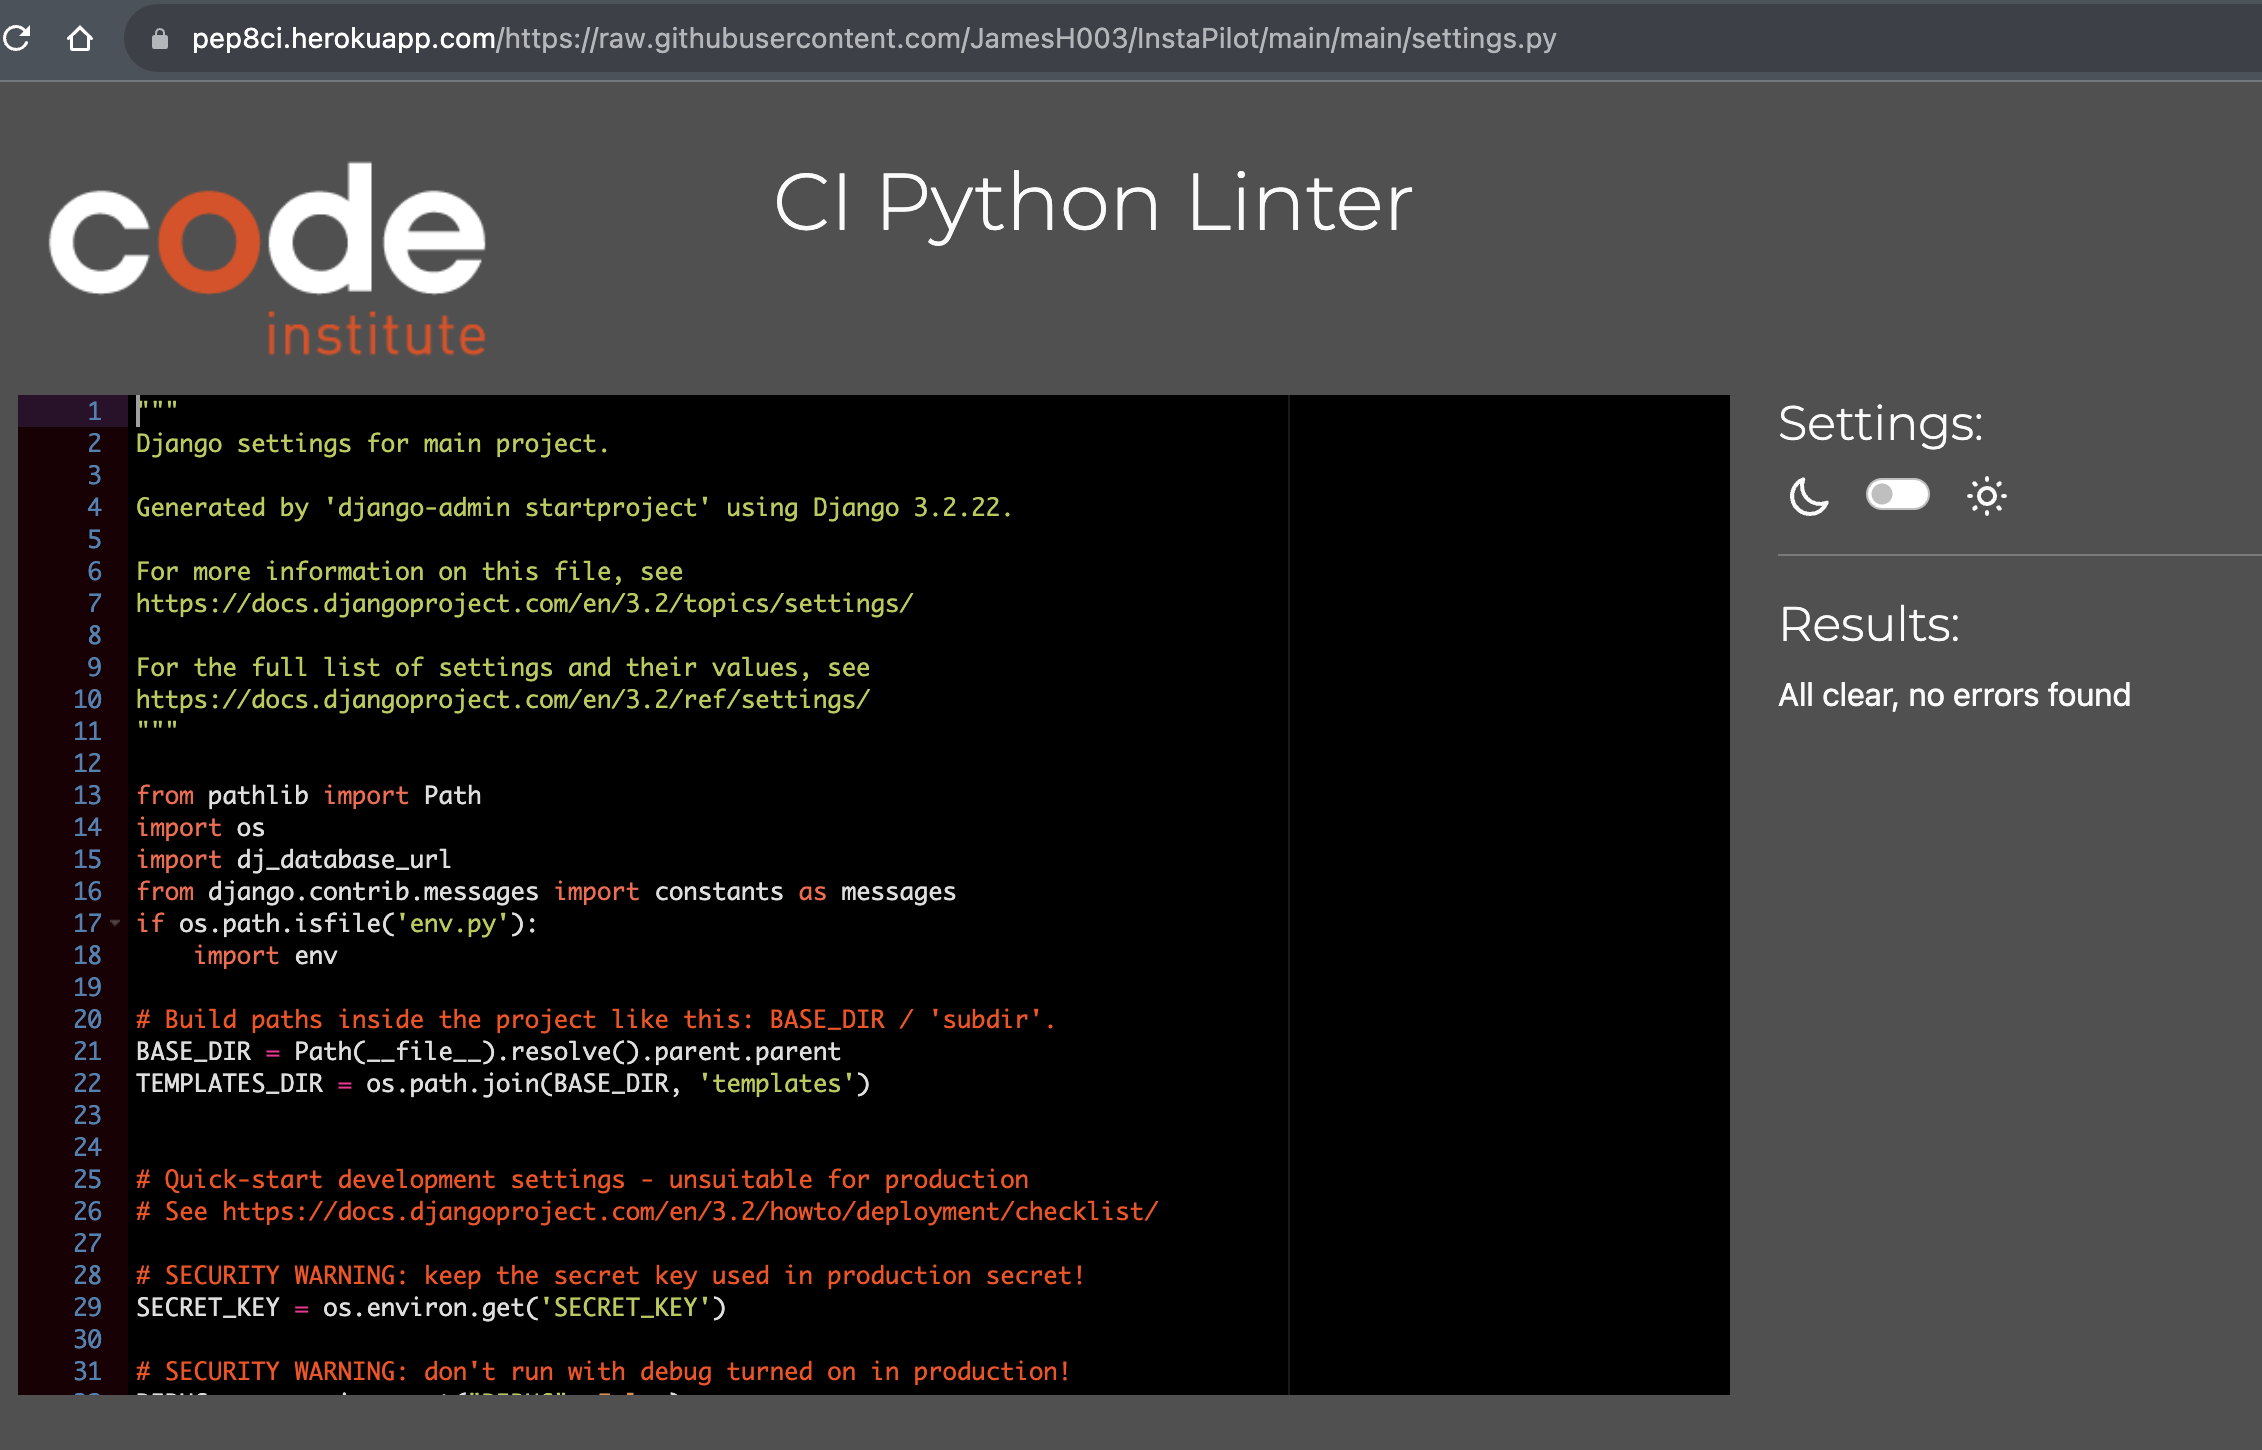 pep8ci.herokuapp.com/https://raw.githubusercontent.com/JamesH003/InstaPilot/main/main/settings.py
code
institute
CI Python Linter
1 """
2 Django settings for main project.
3
4 Generated by 'django-admin startproject' using Django 3.2.22.
5
6 For more information on this file, see
7 https://docs.djangoproject.com/en/3.2/topics/settings/
8
9 For the full list of settings and their values, see
10 https://docs.djangoproject.com/en/3.2/ref/settings/
11 """
12
13 from pathlib import Path
14 import os
15 import dj_database_url
16 from django.contrib.messages import constants as messages
17 if os.path.isfile('env.py'):
18     import env
19
20 # Build paths inside the project like this: BASE_DIR / 'subdir'.
21 BASE_DIR = Path(__file__).resolve().parent.parent
22 TEMPLATES_DIR = os.path.join(BASE_DIR, 'templates')
23
24
25 # Quick-start development settings - unsuitable for production
26 # See https://docs.djangoproject.com/en/3.2/howto/deployment/checklist/
27
28 # SECURITY WARNING: keep the secret key used in production secret!
29 SECRET_KEY = os.environ.get('SECRET_KEY')
30
31 # SECURITY WARNING: don't run with debug turned on in production!
Settings:
Results:
All clear, no errors found